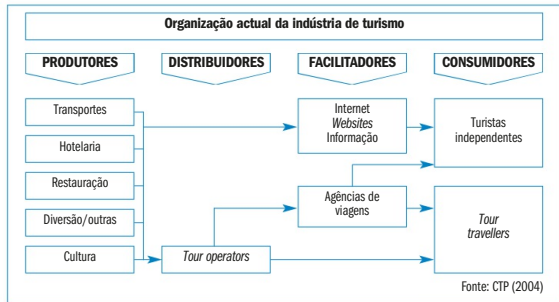 Organização actual da indústria de turismo
PRODUTORES
DISTRIBUIDORES
FACILITADORES
CONSUMIDORES
Transportes
Hotelaria
Restauração
Diversão/outras
Cultura
Tour operators
Internet
Websites
Informação
Agências de
viagens
Turistas
independentes
Tour
travellers
Fonte: CTP (2004)